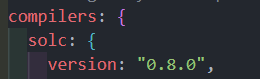 compilers: {
solc: {
version: "0.8.0",